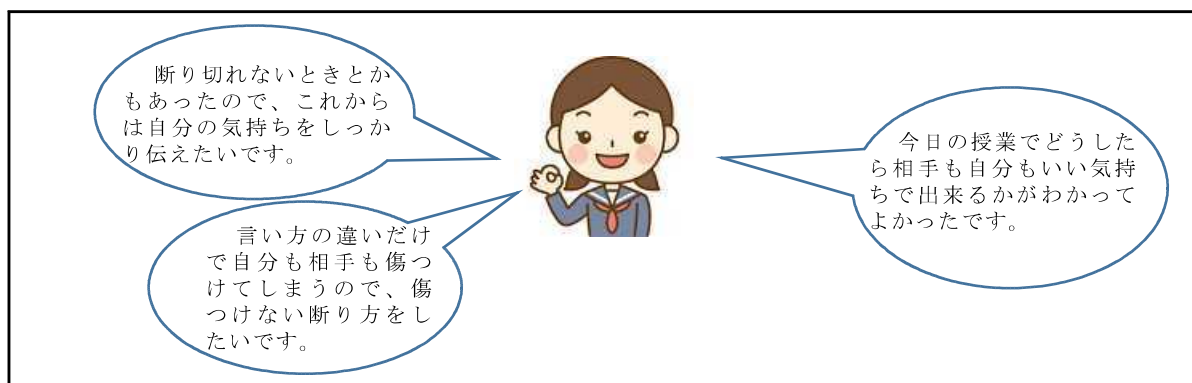 断り切れないときとか
もあったので、これから
は自分の気持ちをしっか
り伝えたいです。
　言い方の違いだけ
で自分も相手も傷つ
けてしまうので、傷
つけない断り方をし
たいです。
　今日の授業でどうした
ら相手も自分もいい気持
ちで出来るかがわかって
よかったです。